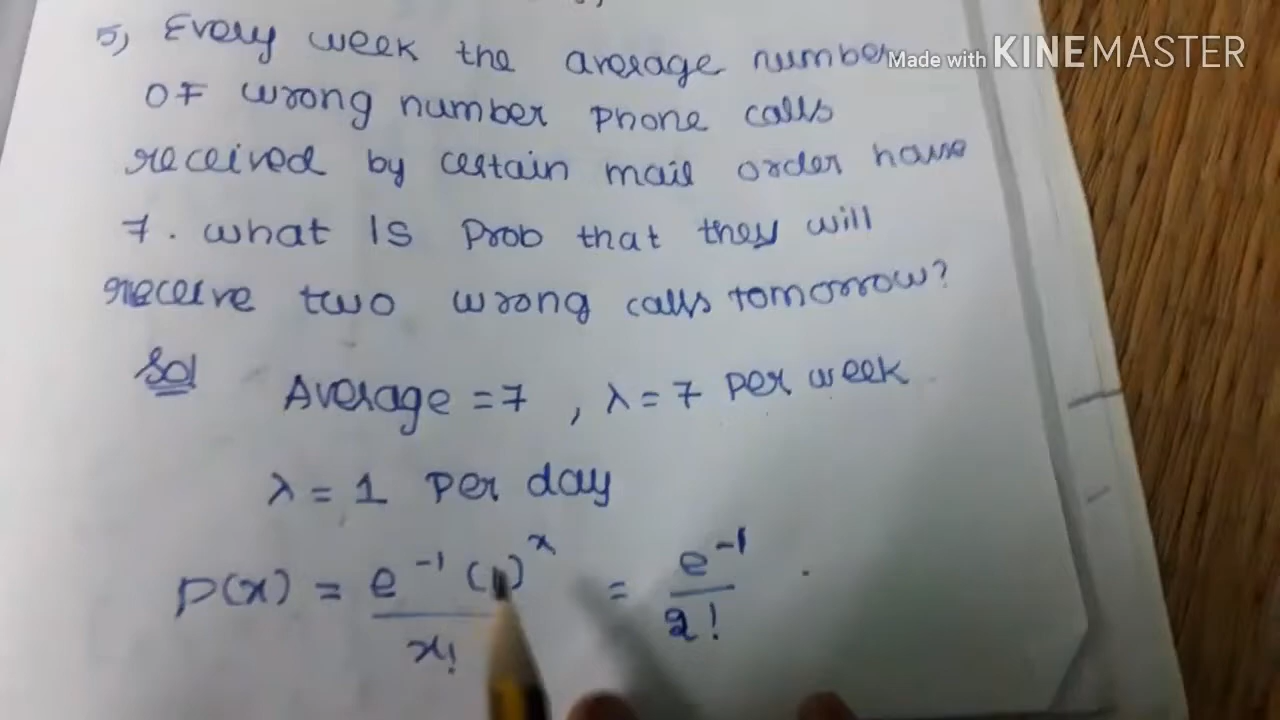 5) Every week the average number
Made with KINEMASTER
of wrong number phone calls
received by certain mail order house
7. what is prob that they will
receive two wrong calls tomorrow?
Sol
Average = 7 , λ = 7 per week
λ = 1 per day
P(x) = e^-1 (1)^x / x! = e^-1 / 2! .